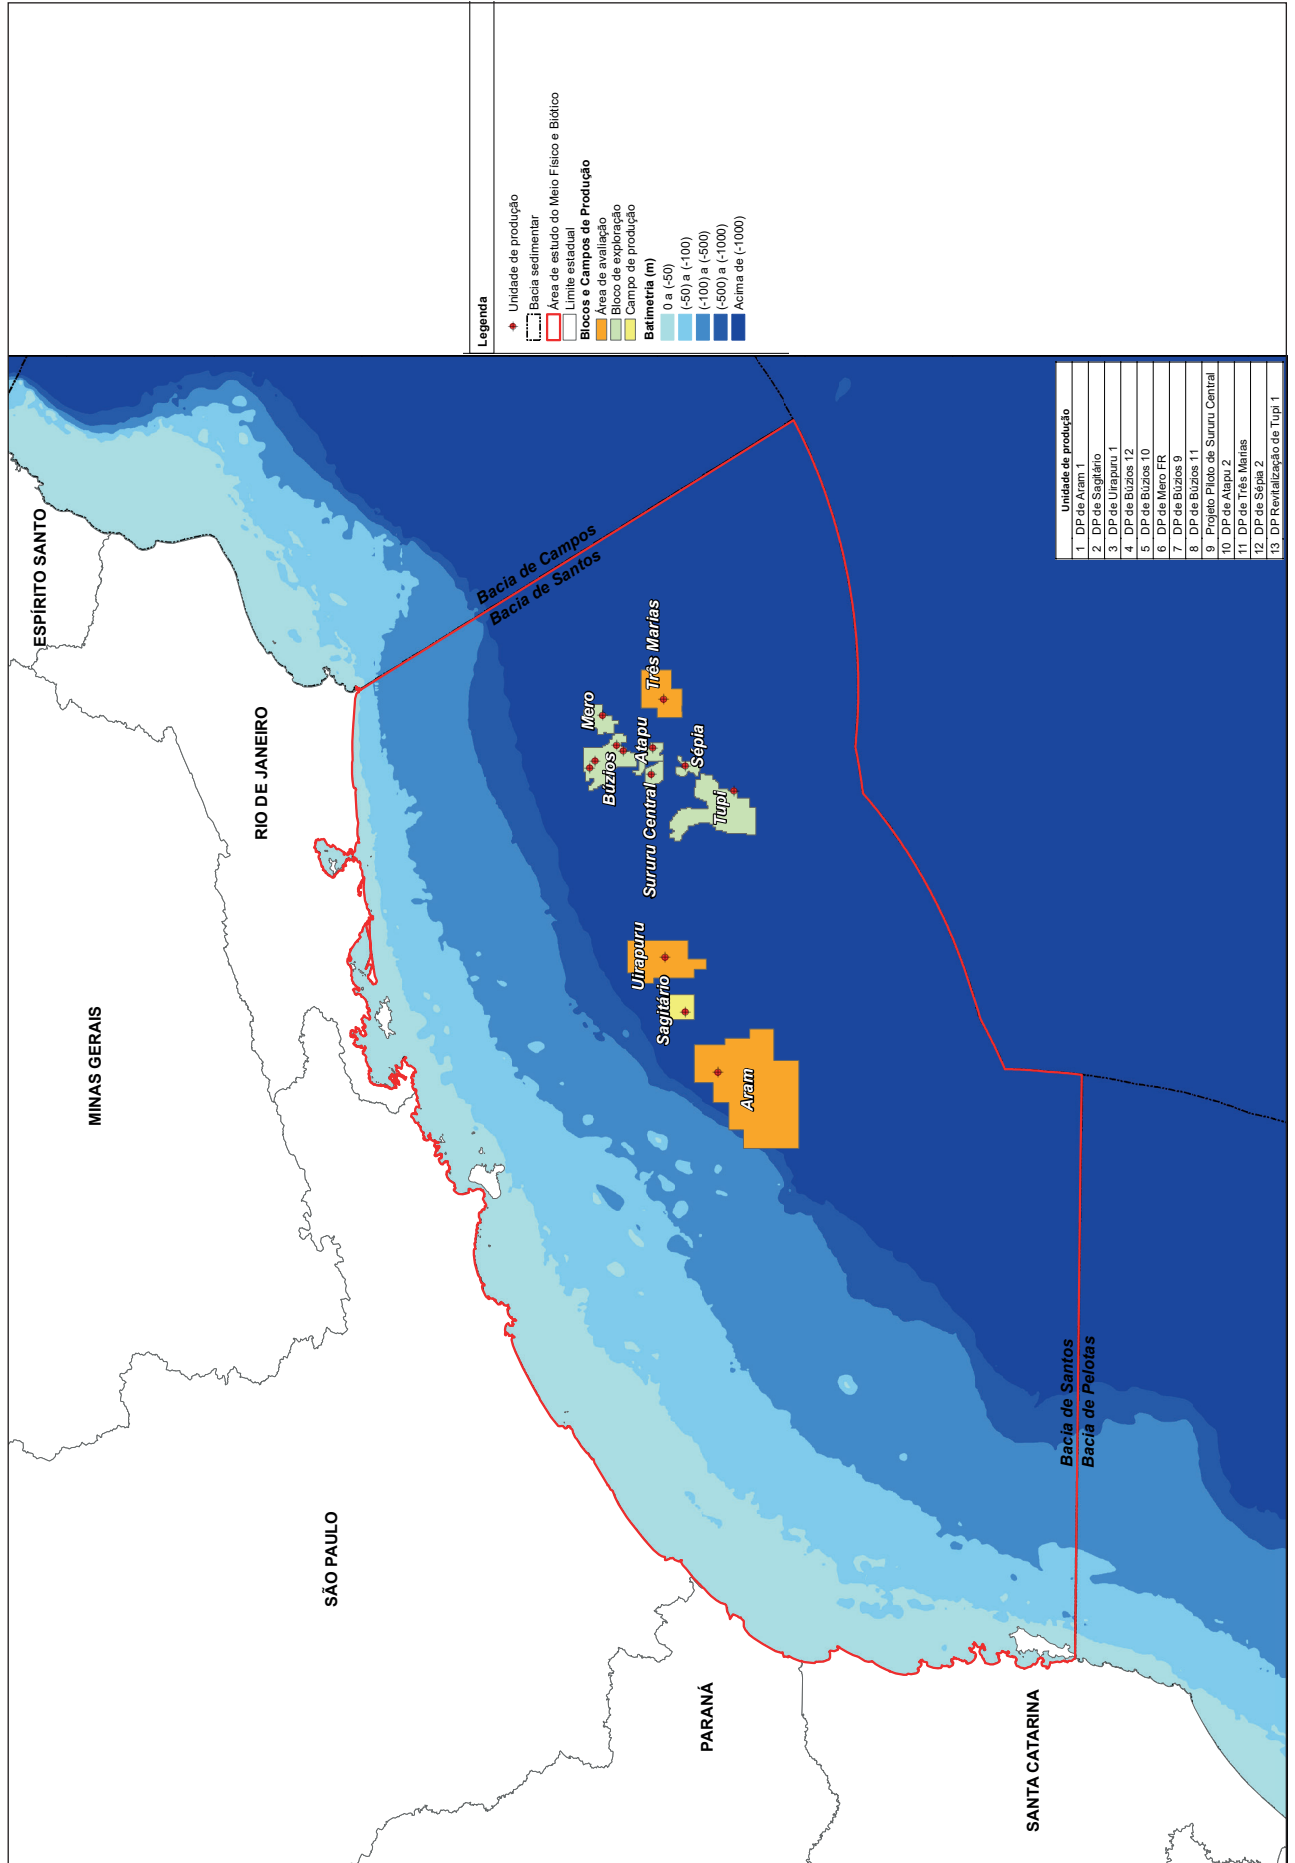 ESPÍRITO SANTO
MINAS GERAIS
RIO DE JANEIRO
SÃO PAULO
PARANÁ
SANTA CATARINA
Bacia de Campos
Bacia de Santos
Bacia de Santos
Bacia de Pelotas
Mero
Búzios
Três Marias
Atapu
Sururu Central
Sépia
Tupi
Uirapuru
Sagitário
Aram
Legenda
Unidade de produção
Bacia sedimentar
Área de estudo do Meio Físico e Biótico
Limite estadual
Blocos e Campos de Produção
Área de avaliação
Bloco de exploração
Campo de produção
Batimetria (m)
0 a (-50)
(-50) a (-100)
(-100) a (-500)
(-500) a (-1000)
Acima de (-1000)
Unidade de produção
1 DP de Aram 1
2 DP de Sagitário
3 DP de Uirapuru 1
4 DP de Búzios 12
5 DP de Búzios 10
6 DP de Mero FR
7 DP de Búzios 9
8 DP de Búzios 11
9 Projeto Piloto de Sururu Central
10 DP de Atapu 2
11 DP de Três Marias
12 DP de Sépia 2
13 DP Revitalização de Tupi 1